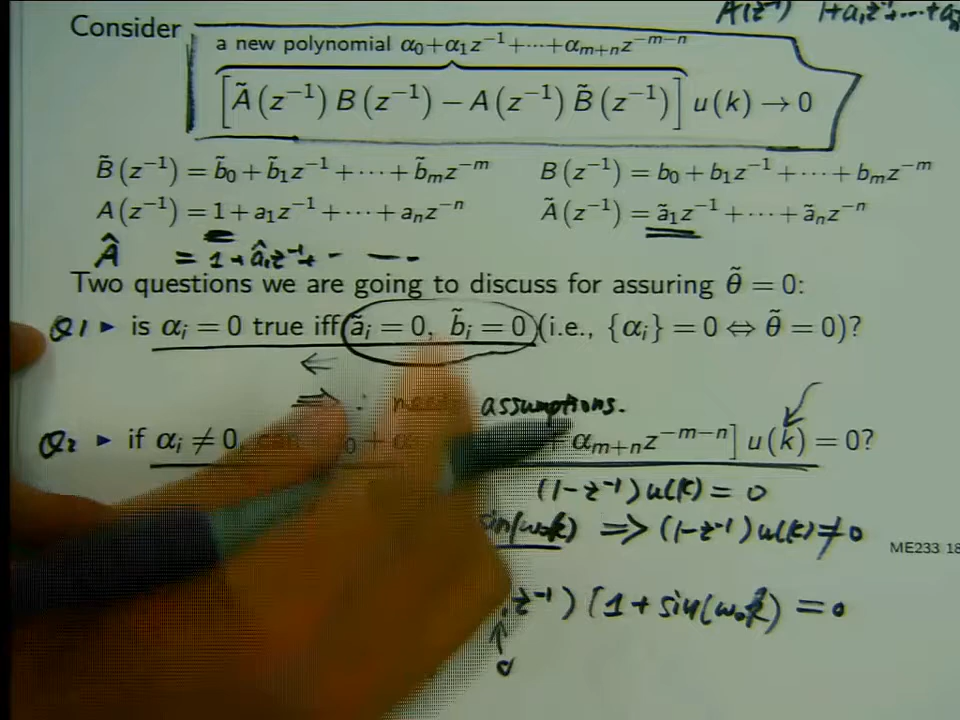 A(z⁻¹) 1+a₁z⁻¹+...+a
Consider
a new polynomial α₀+α₁z⁻¹+···+αₘ₊ₙz⁻ᵐ⁻ⁿ
[Ã(z⁻¹) B(z⁻¹) − A(z⁻¹) B̃(z⁻¹)] u(k) → 0
B̃(z⁻¹) = b̃₀ + b̃₁z⁻¹ + ··· + b̃ₘz⁻ᵐ B(z⁻¹) = b₀ + b₁z⁻¹ + ··· + bₘz⁻ᵐ
A(z⁻¹) = 1 + a₁z⁻¹ + ··· + aₙz⁻ⁿ Ã(z⁻¹) = ã₁z⁻¹ + ··· + ãₙz⁻ⁿ
Â = 1 + â₁z⁻¹+ - ---
Two questions we are going to discuss for assuring θ̃ = 0:
Q1 ▶ is αᵢ = 0 true iff ãᵢ = 0, b̃ᵢ = 0 (i.e., {αᵢ} = 0 ⇔ θ̃ = 0)?
←
⇒ : assumptions.
Q2 ▶ if αᵢ ≠ 0, αₘ₊ₙz⁻ᵐ⁻ⁿ] u(k) = 0?
(1-z⁻¹)u(k) = 0
sin(ω₀k) ⇒ (1-z⁻¹)u(k) ≠ 0
ME233 18
z⁻¹) (1 + sin(ω₀k) = 0
↑